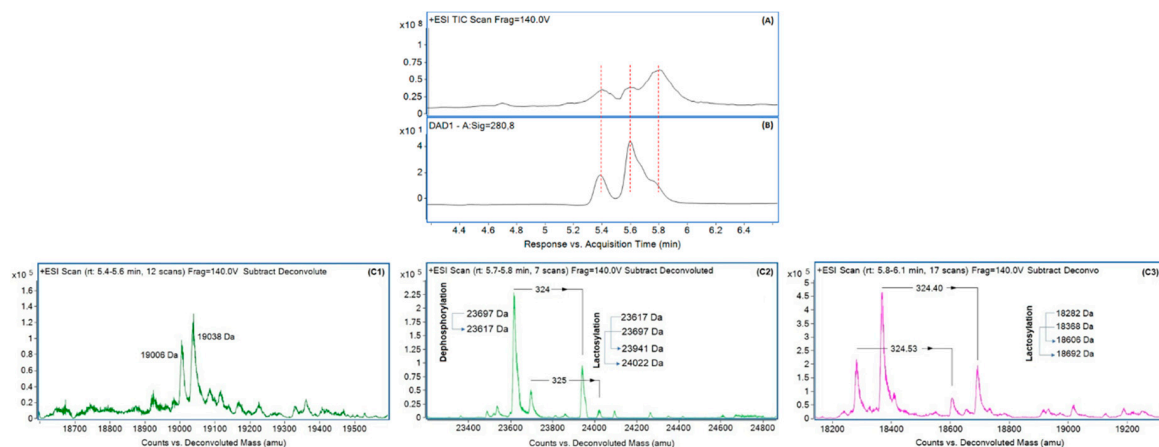 +ESI TIC Scan Frag=140.0V
(A)
x10 8
1
0.75
0.5
0.25
0
DAD1 - A:Sig=280,8
(B)
x10 1
4
2
0
4.4 4.6 4.8 5 5.2 5.4 5.6 5.8 6 6.2 6.4
Response vs. Acquisition Time (min)
+ESI Scan (rt: 5.4-5.6 min, 12 scans) Frag=140.0V Subtract Deconvolute
(C1)
x10 5
1.6
1.4
1.2
1
0.8
0.6
0.4
0.2
0
19006 Da
19038 Da
18700 18800 18900 19000 19100 19200 19300 19400 19500
Counts vs. Deconvoluted Mass (amu)
+ESI Scan (rt: 5.7-5.8 min, 7 scans) Frag=140.0V Subtract Deconvoluted
(C2)
x10 5
2.25
2
1.75
1.5
1.25
1
0.75
0.5
0.25
0
Dephosphorylation
23697 Da
23617 Da
324
325
Lactosylation
23617 Da
23697 Da
23941 Da
24022 Da
23400 23600 23800 24000 24200 24400 24600 24800
Counts vs. Deconvoluted Mass (amu)
+ESI Scan (rt: 5.8-6.1 min, 17 scans) Frag=140.0V Subtract Deconvo
(C3)
x10 5
4.5
4
3.5
3
2.5
2
1.5
1
0.5
0
324.40
324.53
Lactosylation
18282 Da
18368 Da
18606 Da
18692 Da
18200 18400 18600 18800 19000 19200
Counts vs. Deconvoluted Mass (amu)